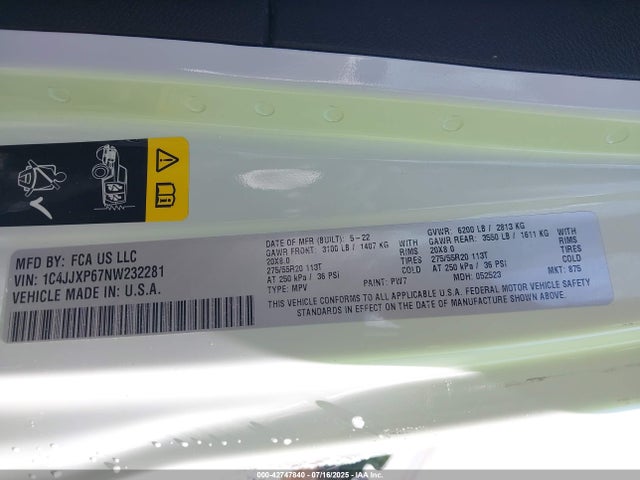 MFD BY: FCA US LLC
VIN: 1C4JJXP67NW232281
VEHICLE MADE IN: U.S.A.
DATE OF MFR (BUILT): 5-22
GAWR FRONT: 3100 LB / 1407 KG
20X8.0
275/55R20 113T
AT 250 kPa / 36 PSI
TYPE: MPV
WITH
RIMS
TIRES
COLD
PAINT: PW7
GVWR: 6200 LB / 2813 KG
GAWR REAR: 3550 LB / 1611 KG
20X8.0
275/55R20 113T
AT 250 kPa / 36 PSI
MDH: 052523
WITH
RIMS
TIRES
COLD
MKT: 875
THIS VEHICLE CONFORMS TO ALL APPLICABLE U.S.A. FEDERAL MOTOR VEHICLE SAFETY
STANDARDS IN EFFECT ON THE DATE OF MANUFACTURE SHOWN ABOVE.
000-42747840 - 07/16/2025 - IAAI.COM